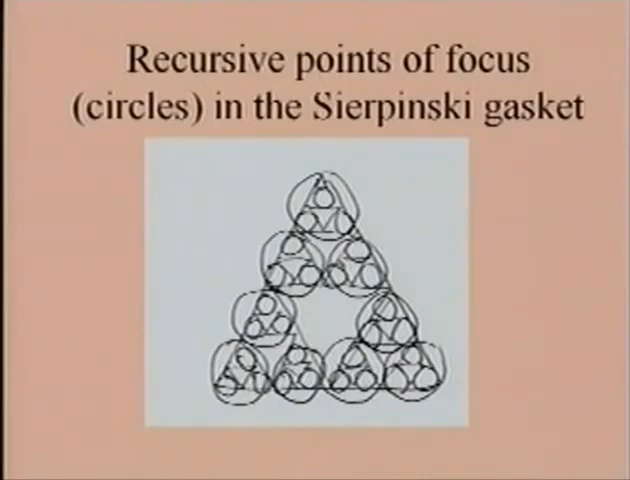 Recursive points of focus
(circles) in the Sierpinski gasket